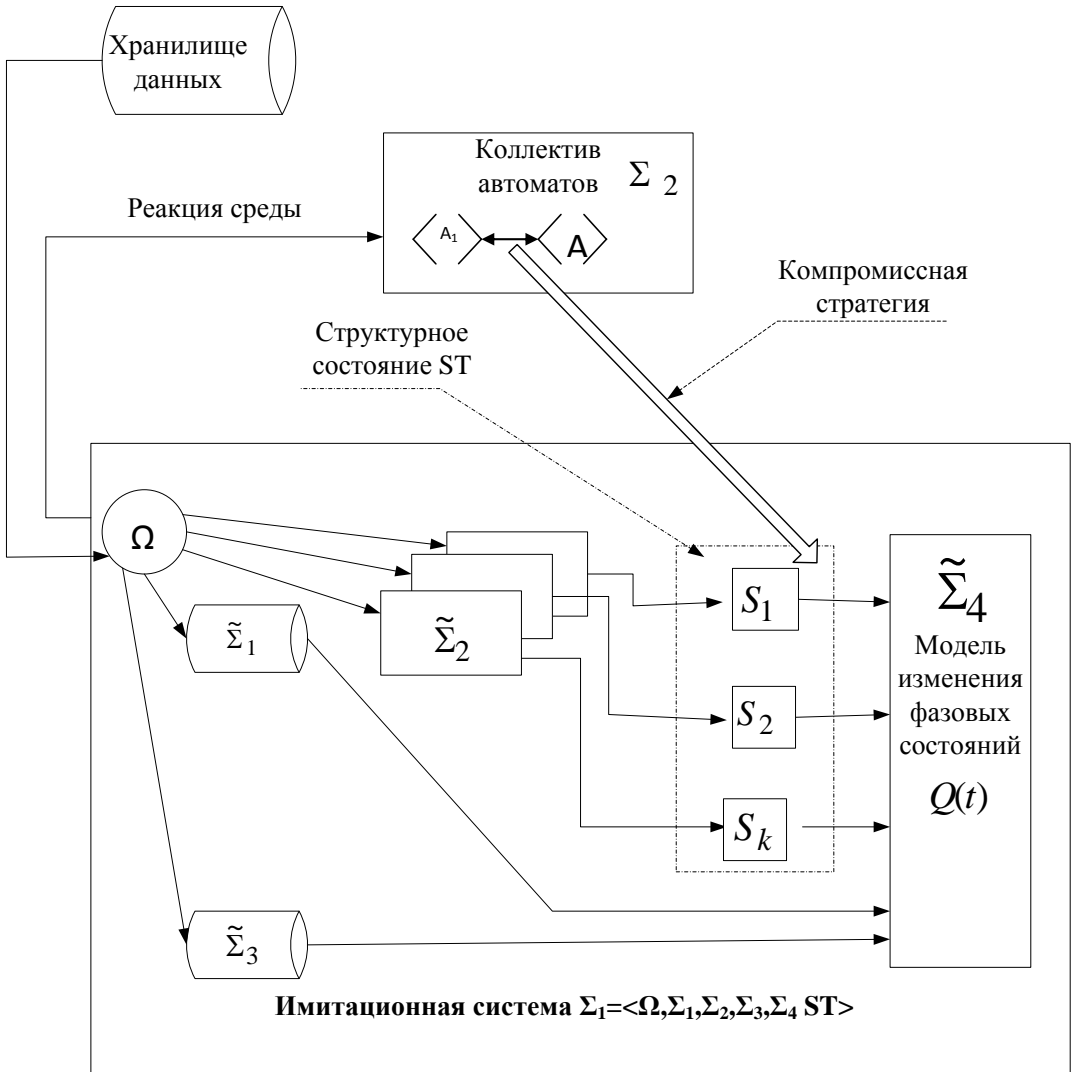 Хранилище
данных
Коллектив
автоматов Σ 2
A1 A
Реакция среды
Компромиссная
стратегия
Структурное
состояние ST
Ω
Σ̃1
Σ̃2
Σ̃3
S1
S2
Sk
Σ̃4
Модель
изменения
фазовых
состояний
Q(t)
Имитационная система Σ1=<Ω,Σ1,Σ2,Σ3,Σ4 ST>